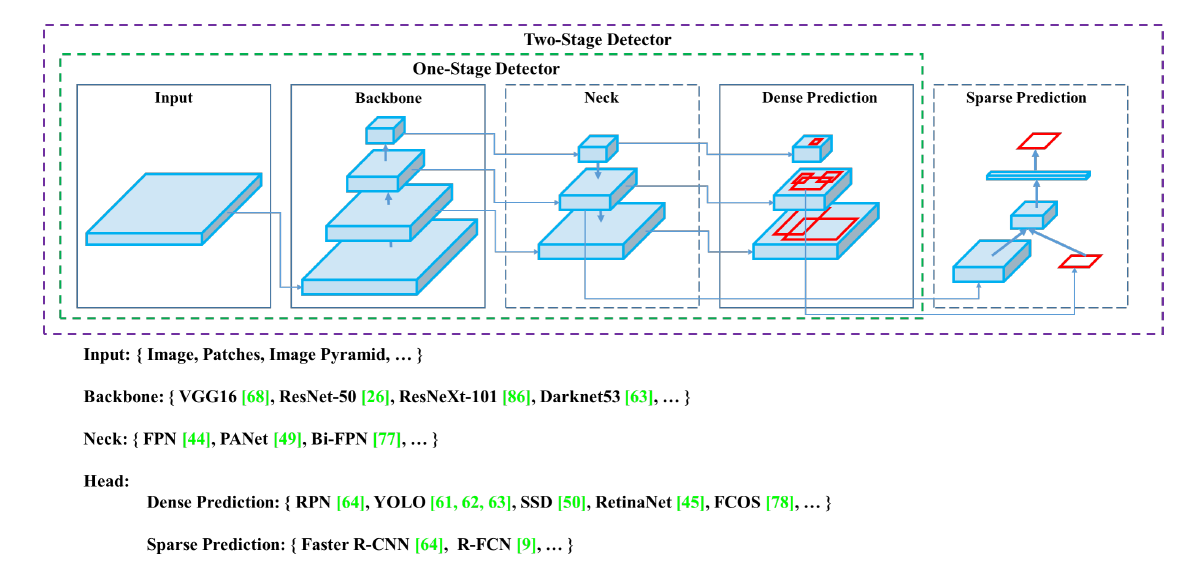 Two-Stage Detector
One-Stage Detector
Input
Backbone
Neck
Dense Prediction
Sparse Prediction
Input: { Image, Patches, Image Pyramid, … }
Backbone: { VGG16 [68], ResNet-50 [26], ResNeXt-101 [86], Darknet53 [63], … }
Neck: { FPN [44], PANet [49], Bi-FPN [77], … }
Head:
Dense Prediction: { RPN [64], YOLO [61, 62, 63], SSD [50], RetinaNet [45], FCOS [78], … }
Sparse Prediction: { Faster R-CNN [64], R-FCN [9], … }